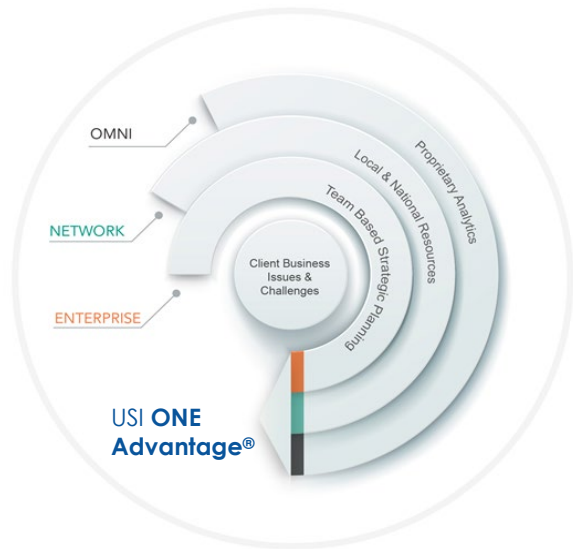 OMNI
NETWORK
ENTERPRISE
Proprietary Analytics
Local & National Resources
Team Based Strategic Planning
Client Business
Issues &
Challenges
USI ONE
Advantage®